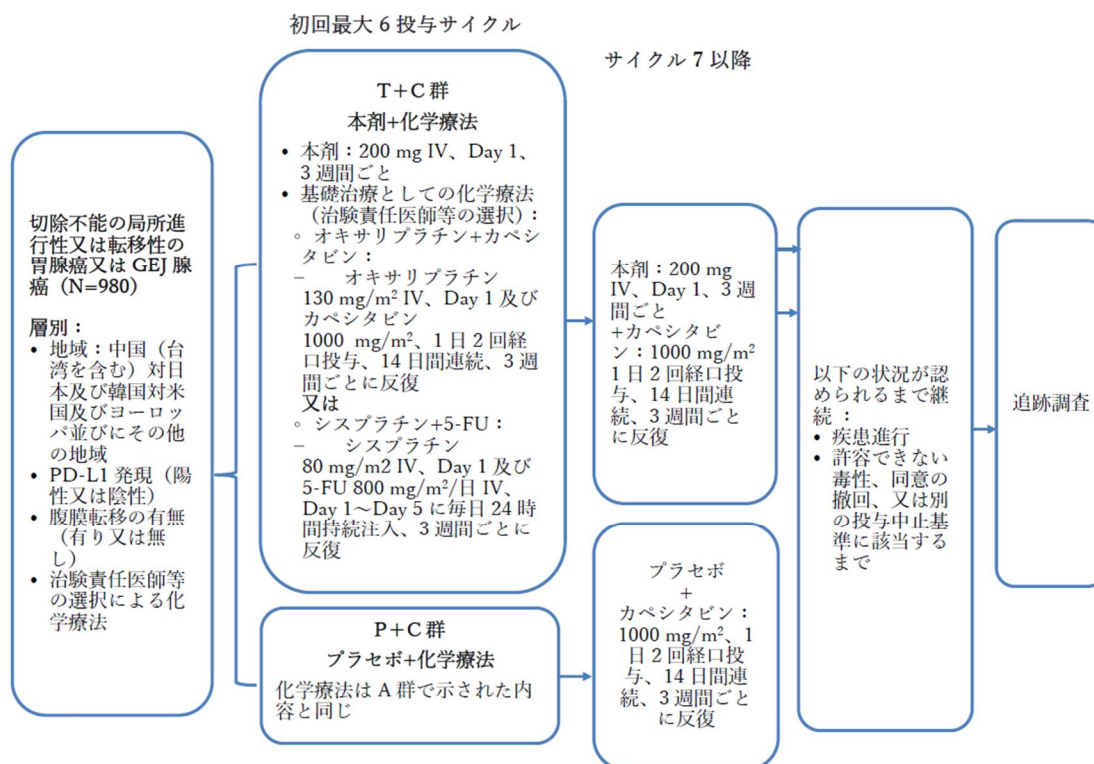 初回最大 6 投与サイクル
サイクル 7 以降
切除不能の局所進
行性又は転移性の
胃腺癌又は GEJ 腺
癌（N=980）
層別：
• 地域：中国（台
湾を含む）対日
本及び韓国対米
国及びヨーロッ
パ並びにその他
の地域
• PD-L1 発現（陽
性又は陰性）
• 腹膜転移の有無
（有り又は無
し）
• 治験責任医師等
の選択による化
学療法
T+C 群
本剤+化学療法
• 本剤：200 mg IV、Day 1、
3 週間ごと
• 基礎治療としての化学療法
（治験責任医師等の選択）：
◦ オキサリプラチン+カペシ
タビン：
− オキサリプラチン
130 mg/m² IV、Day 1 及び
カペシタビン
1000 mg/m²、1 日 2 回経
口投与、14 日間連続、3 週
間ごとに反復
又は
◦ シスプラチン+5-FU：
− シスプラチン
80 mg/m2 IV、Day 1 及び
5-FU 800 mg/m²/日 IV、
Day 1～Day 5 に毎日 24 時
間持続注入、3 週間ごとに
反復
P+C 群
プラセボ+化学療法
化学療法は A 群で示された内
容と同じ
本剤：200 mg
IV、Day 1、3 週
間ごと
+カペシタビ
ン：1000 mg/m²
1 日 2 回経口投
与、14 日間連
続、3 週間ごと
に反復
プラセボ
+
カペシタビン：
1000 mg/m²、1
日 2 回経口投
与、14 日間連
続、3 週間ごと
に反復
以下の状況が認
められるまで継
続：
• 疾患進行
• 許容できない
毒性、同意の
撤回、又は別
の投与中止基
準に該当する
まで
追跡調査